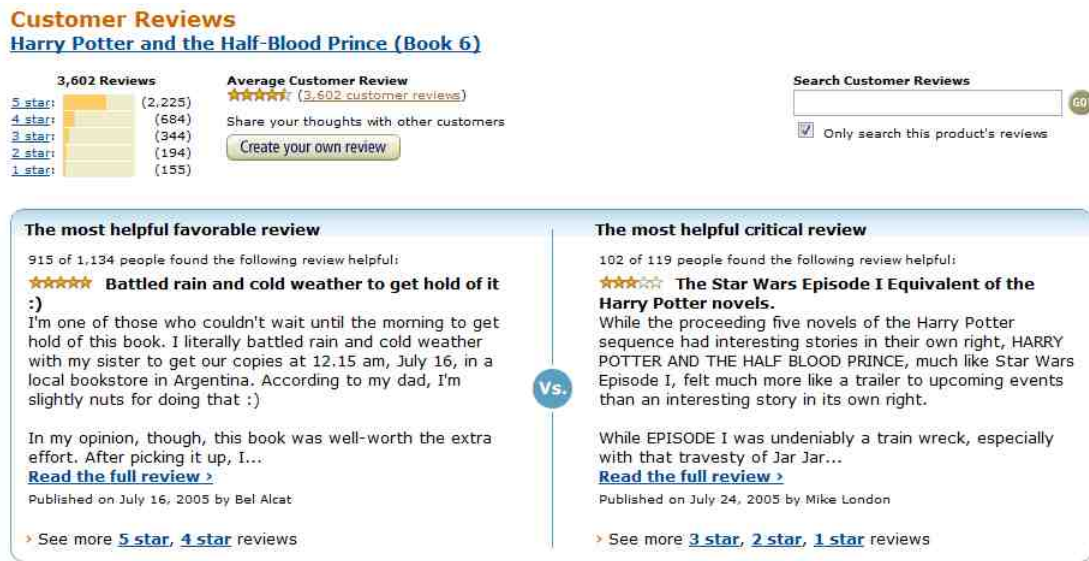 Customer Reviews
Harry Potter and the Half-Blood Prince (Book 6)
3,602 Reviews
5 star: (2,225)
4 star: (684)
3 star: (344)
2 star: (194)
1 star: (155)
Average Customer Review
(3,602 customer reviews)
Share your thoughts with other customers
Create your own review
Search Customer Reviews
GO
Only search this product's reviews
The most helpful favorable review
915 of 1,134 people found the following review helpful:
Battled rain and cold weather to get hold of it
:)
I'm one of those who couldn't wait until the morning to get
hold of this book. I literally battled rain and cold weather
with my sister to get our copies at 12.15 am, July 16, in a
local bookstore in Argentina. According to my dad, I'm
slightly nuts for doing that :)
In my opinion, though, this book was well-worth the extra
effort. After picking it up, I...
Read the full review ›
Published on July 16, 2005 by Bel Alcat
› See more 5 star, 4 star reviews
Vs.
The most helpful critical review
102 of 119 people found the following review helpful:
The Star Wars Episode I Equivalent of the
Harry Potter novels.
While the proceeding five novels of the Harry Potter
sequence had interesting stories in their own right, HARRY
POTTER AND THE HALF BLOOD PRINCE, much like Star Wars
Episode I, felt much more like a trailer to upcoming events
than an interesting story in its own right.
While EPISODE I was undeniably a train wreck, especially
with that travesty of Jar Jar...
Read the full review ›
Published on July 24, 2005 by Mike London
› See more 3 star, 2 star, 1 star reviews